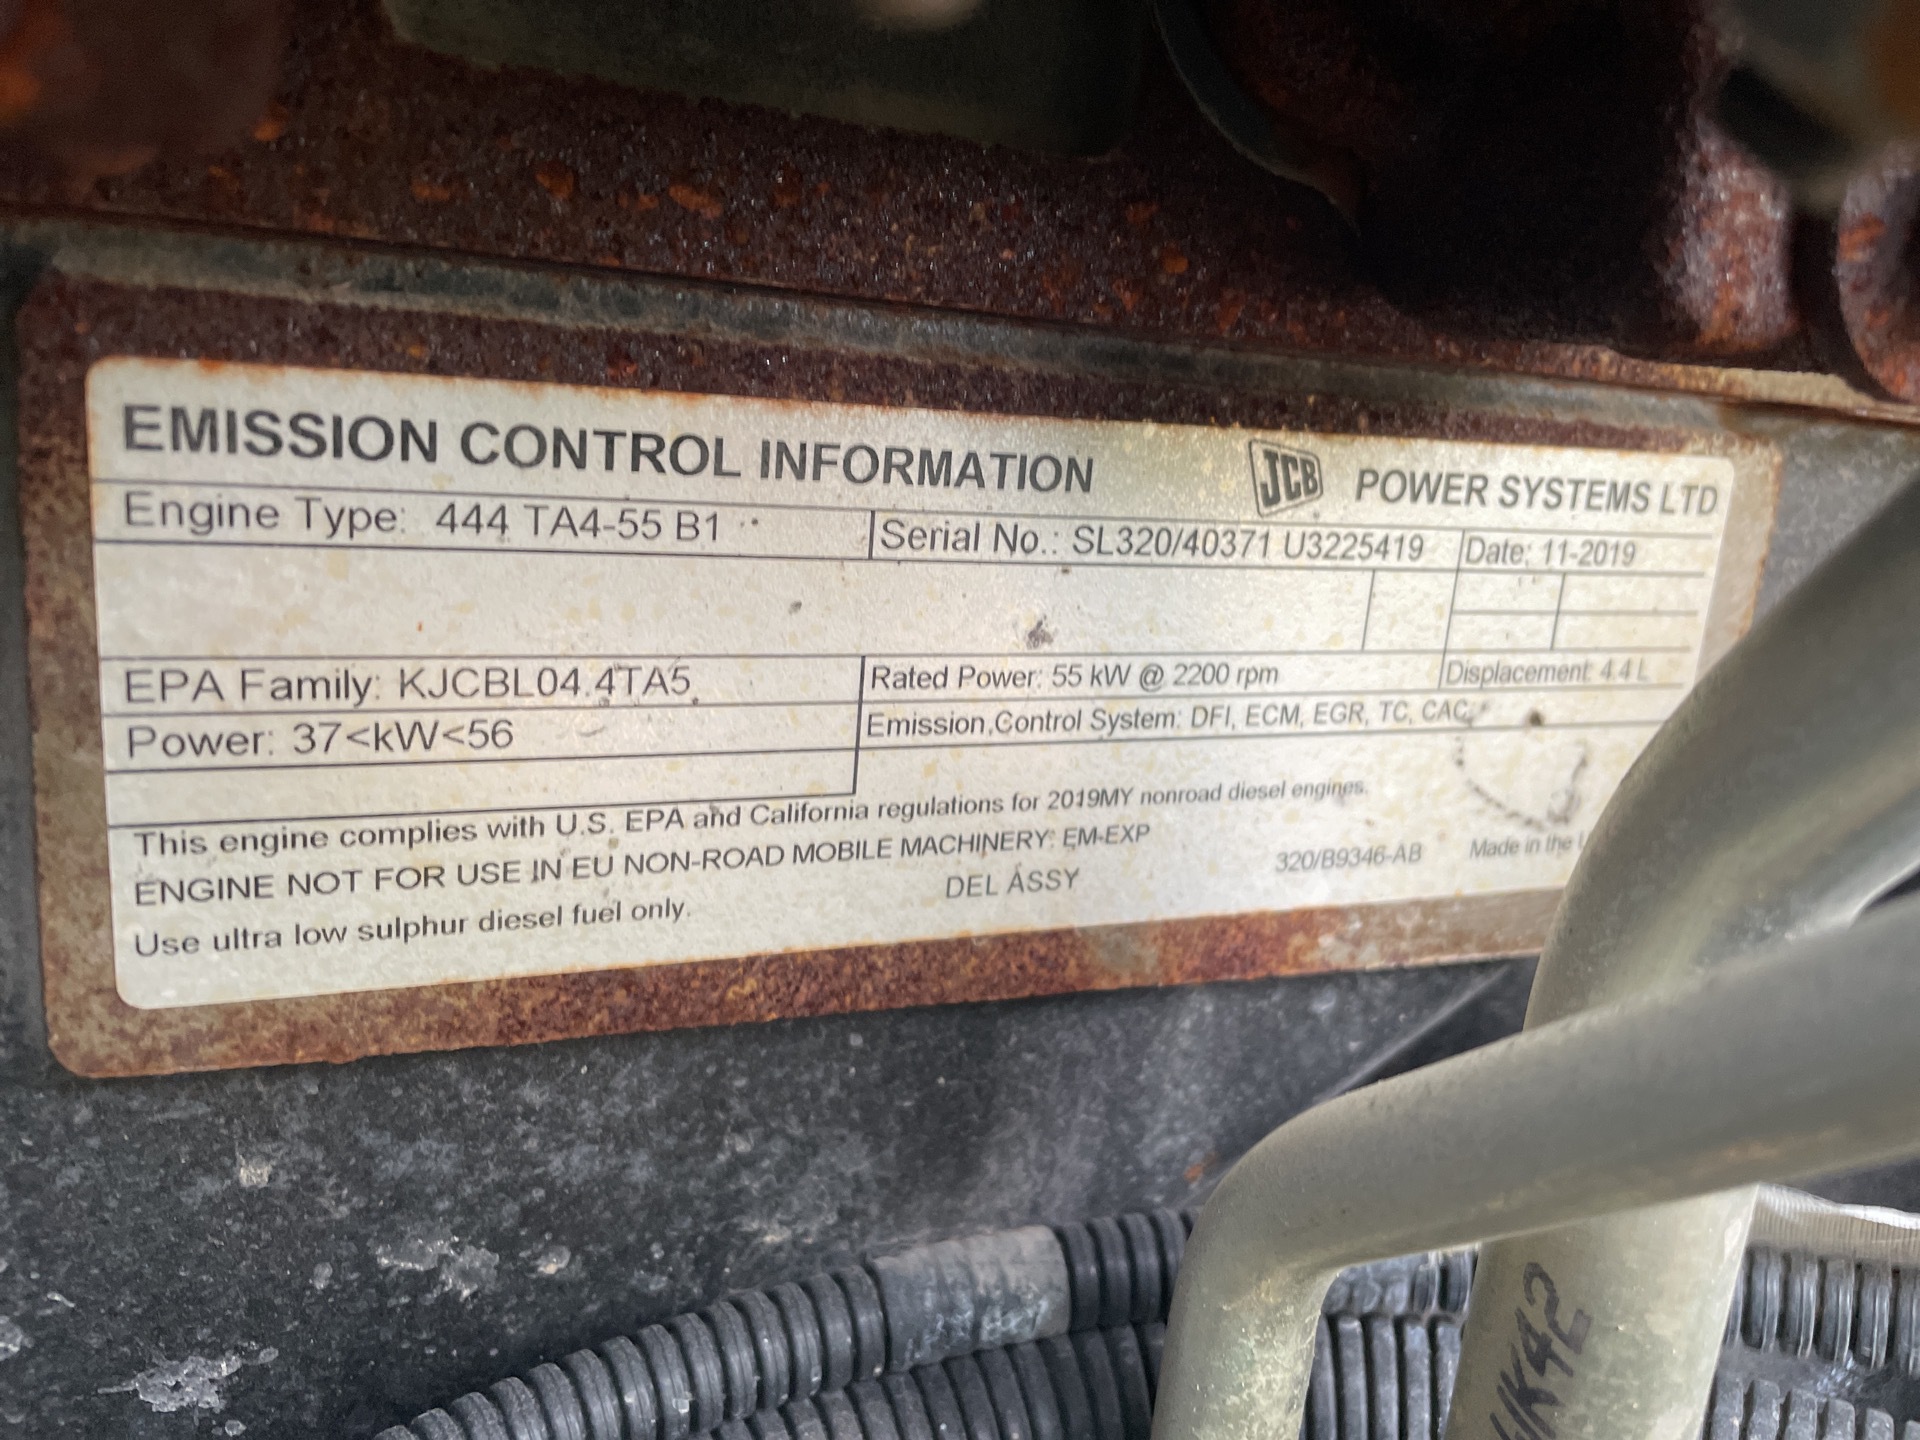 EMISSION CONTROL INFORMATION JCB POWER SYSTEMS LTD
Engine Type: 444 TA4-55 B1 Serial No.: SL320/40371 U3225419 Date: 11-2019
EPA Family: KJCBL04.4TA5 Rated Power: 55 kW @ 2200 rpm Displacement: 4.4 L
Power: 37<kW<56 Emission Control System: DFI, ECM, EGR, TC, CAC
This engine complies with U.S. EPA and California regulations for 2019MY nonroad diesel engines.
ENGINE NOT FOR USE IN EU NON-ROAD MOBILE MACHINERY: EM-EXP
Use ultra low sulphur diesel fuel only. DEL ASSY 320/B9346-AB Made in the